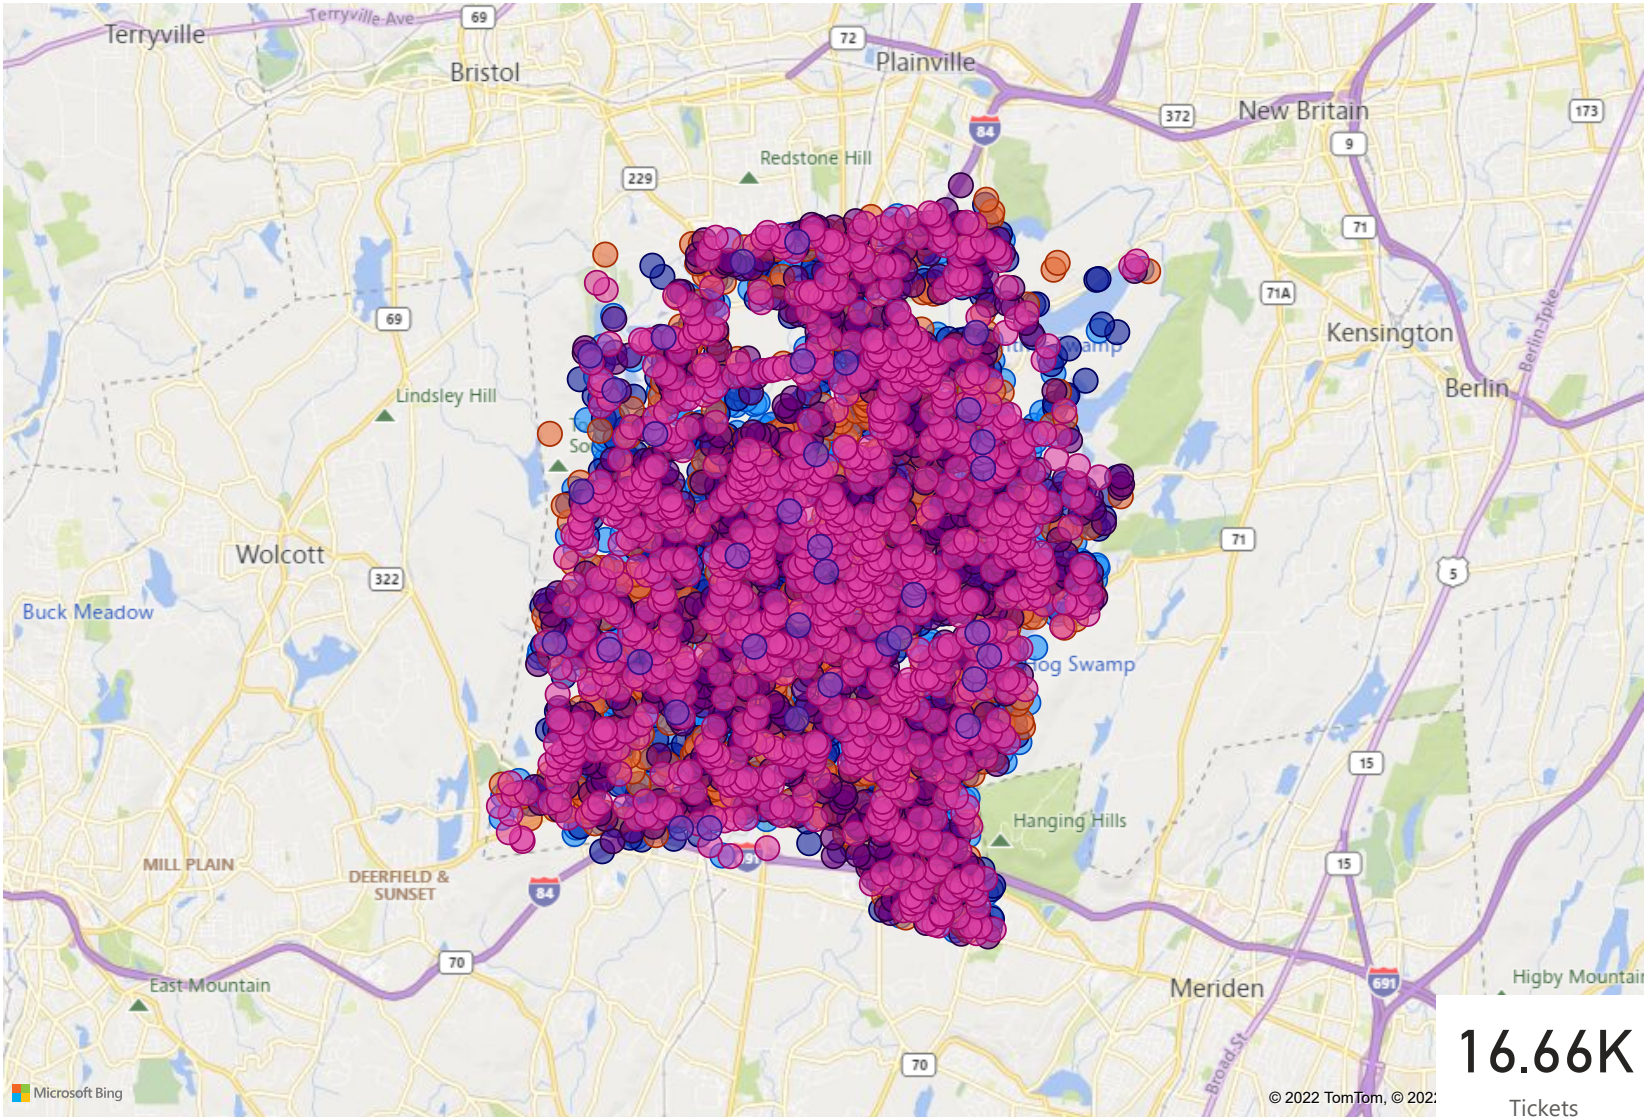 Terryville
Terryville Ave
69
72
Plainville
Bristol
84
372
New Britain
173
9
Redstone Hill
229
71
71A
69
Kensington
Berlin-Tpke
Berlin
Lindsley Hill
Wolcott
322
71
5
Buck Meadow
Hog Swamp
15
Hanging Hills
MILL PLAIN
DEERFIELD &
SUNSET
84
15
70
East Mountain
Meriden
691
Higby Mountain
70
Broad-St
16.66K
Tickets
Microsoft Bing
© 2022 TomTom, © 202